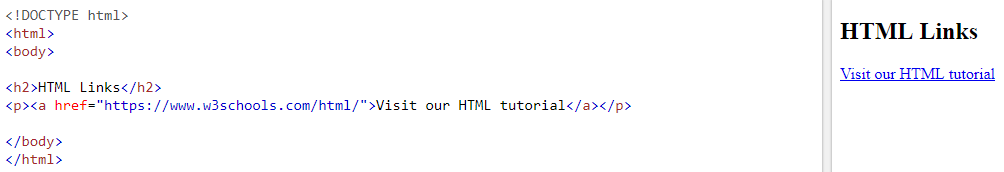 <!DOCTYPE html>
<html>
<body>
<h2>HTML Links</h2>
<p><a href="https://www.w3schools.com/html/">Visit our HTML tutorial</a></p>
</body>
</html>
HTML Links
Visit our HTML tutorial